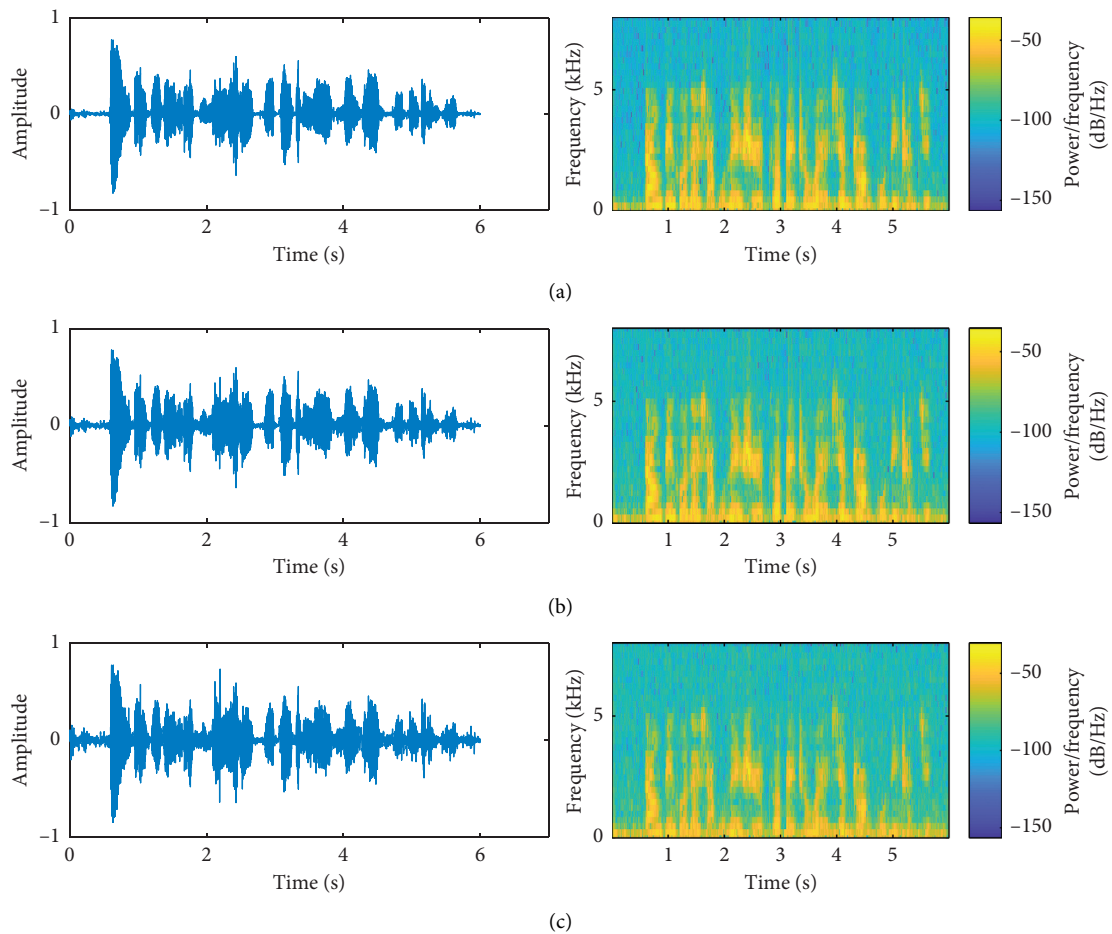 1
0
–1
Amplitude
0
2
4
6
Time (s)
5
0
Frequency (kHz)
1
2
3
4
5
Time (s)
–50
–100
–150
Power/frequency
(dB/Hz)
(a)
1
0
–1
Amplitude
0
2
4
6
Time (s)
5
0
Frequency (kHz)
1
2
3
4
5
Time (s)
–50
–100
–150
Power/frequency
(dB/Hz)
(b)
1
0
–1
Amplitude
0
2
4
6
Time (s)
5
0
Frequency (kHz)
1
2
3
4
5
Time (s)
–50
–100
–150
Power/frequency
(dB/Hz)
(c)